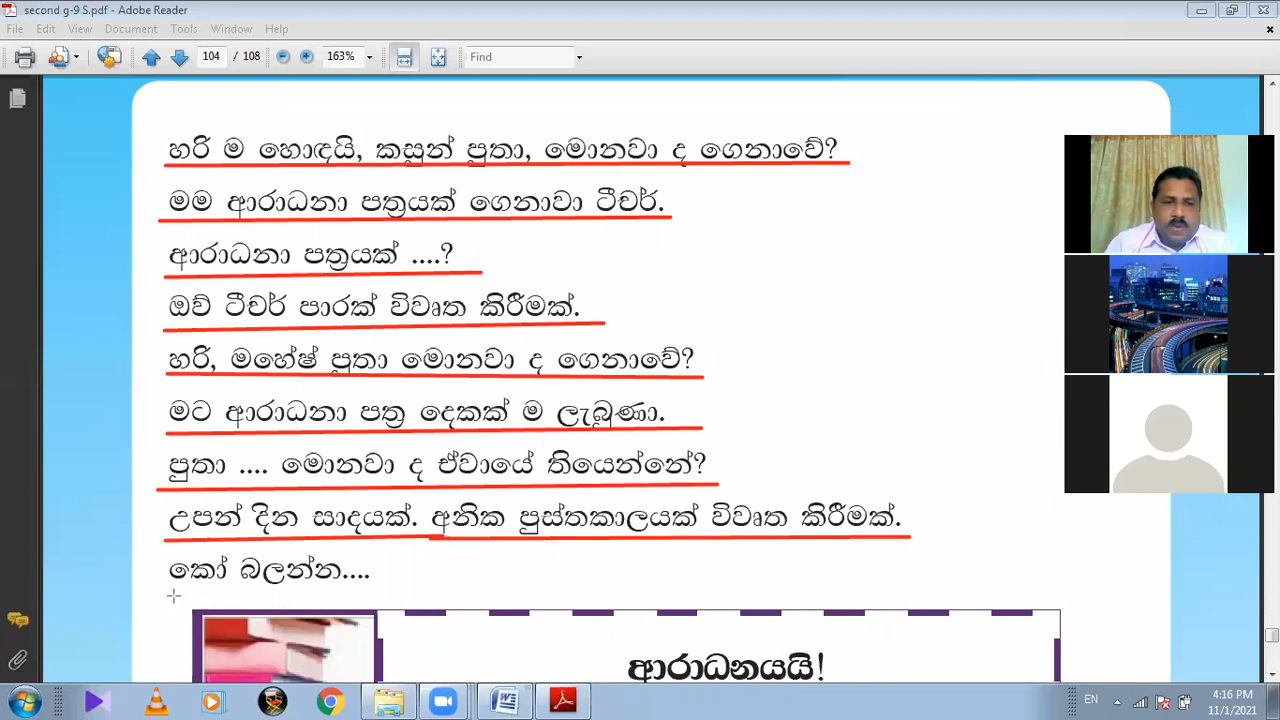 second g-9 S.pdf - Adobe Reader
File Edit View Document Tools Window Help
104 / 108 163% Find
හරි ම හොඳයි, කසුන් පුතා, මොනවා ද ගෙනාවේ?
මම ආරාධනා පත්‍රයක් ගෙනාවා ටීචර්.
ආරාධනා පත්‍රයක් ....?
ඔව් ටීචර් පාරක් විවෘත කිරීමක්.
හරි, මහේෂ් පුතා මොනවා ද ගෙනාවේ?
මට ආරාධනා පත්‍ර දෙකක් ම ලැබුණා.
පුතා .... මොනවා ද ඒවායේ තියෙන්නේ?
උපන් දින සාදයක්. අනික පුස්තකාලයක් විවෘත කිරීමක්.
කෝ බලන්න....
ආරාධනයයි!
EN 4:16 PM
11/1/2021